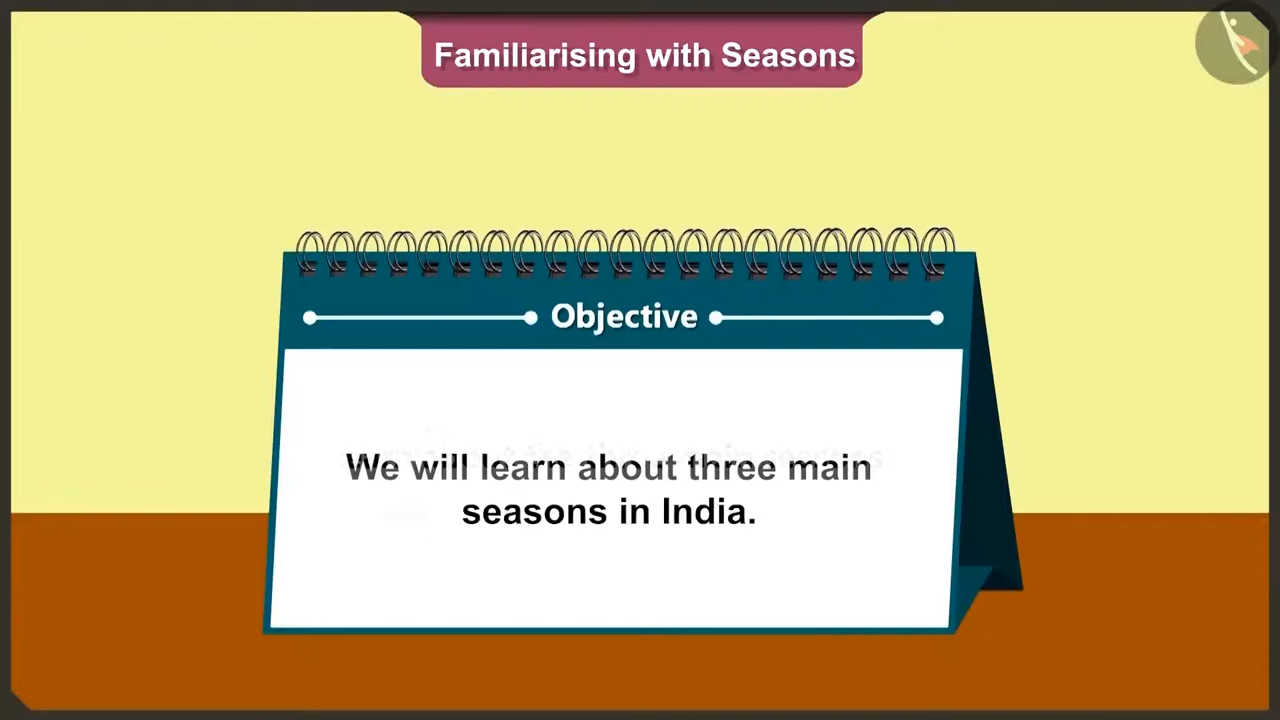 Familiarising with Seasons
Objective
We will learn about three main
seasons in India.